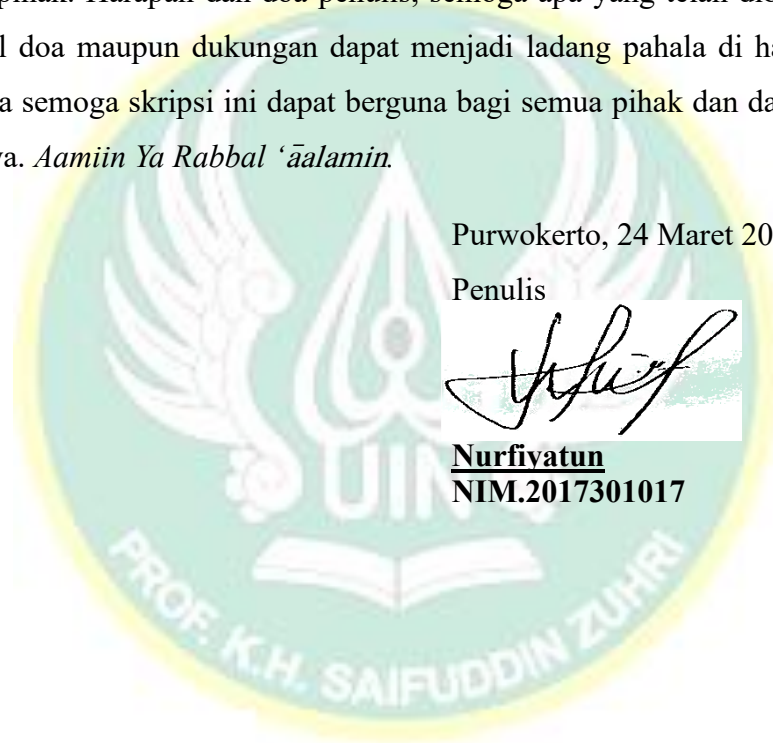 pihak. Harapan dan doa penulis, semoga apa yang telah
l doa maupun dukungan dapat menjadi ladang pahala di
a semoga skripsi ini dapat berguna bagi semua pihak dan
a. Aamiin Ya Rabbal ‘āalamin.
Purwokerto, 24 Maret 20
Penulis
Nurfiyatun
NIM.2017301017
UIN
PROF. K.H. SAIFUDDIN ZUHRI